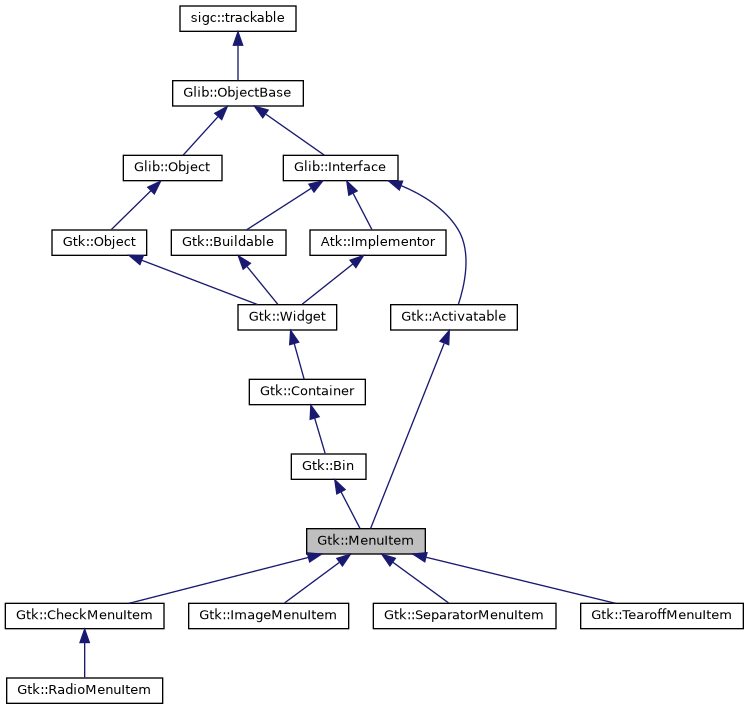 sigc::trackable
Glib::ObjectBase
Glib::Object
Glib::Interface
Gtk::Object
Gtk::Buildable
Atk::Implementor
Gtk::Widget
Gtk::Activatable
Gtk::Container
Gtk::Bin
Gtk::MenuItem
Gtk::CheckMenuItem
Gtk::ImageMenuItem
Gtk::SeparatorMenuItem
Gtk::TearoffMenuItem
Gtk::RadioMenuItem